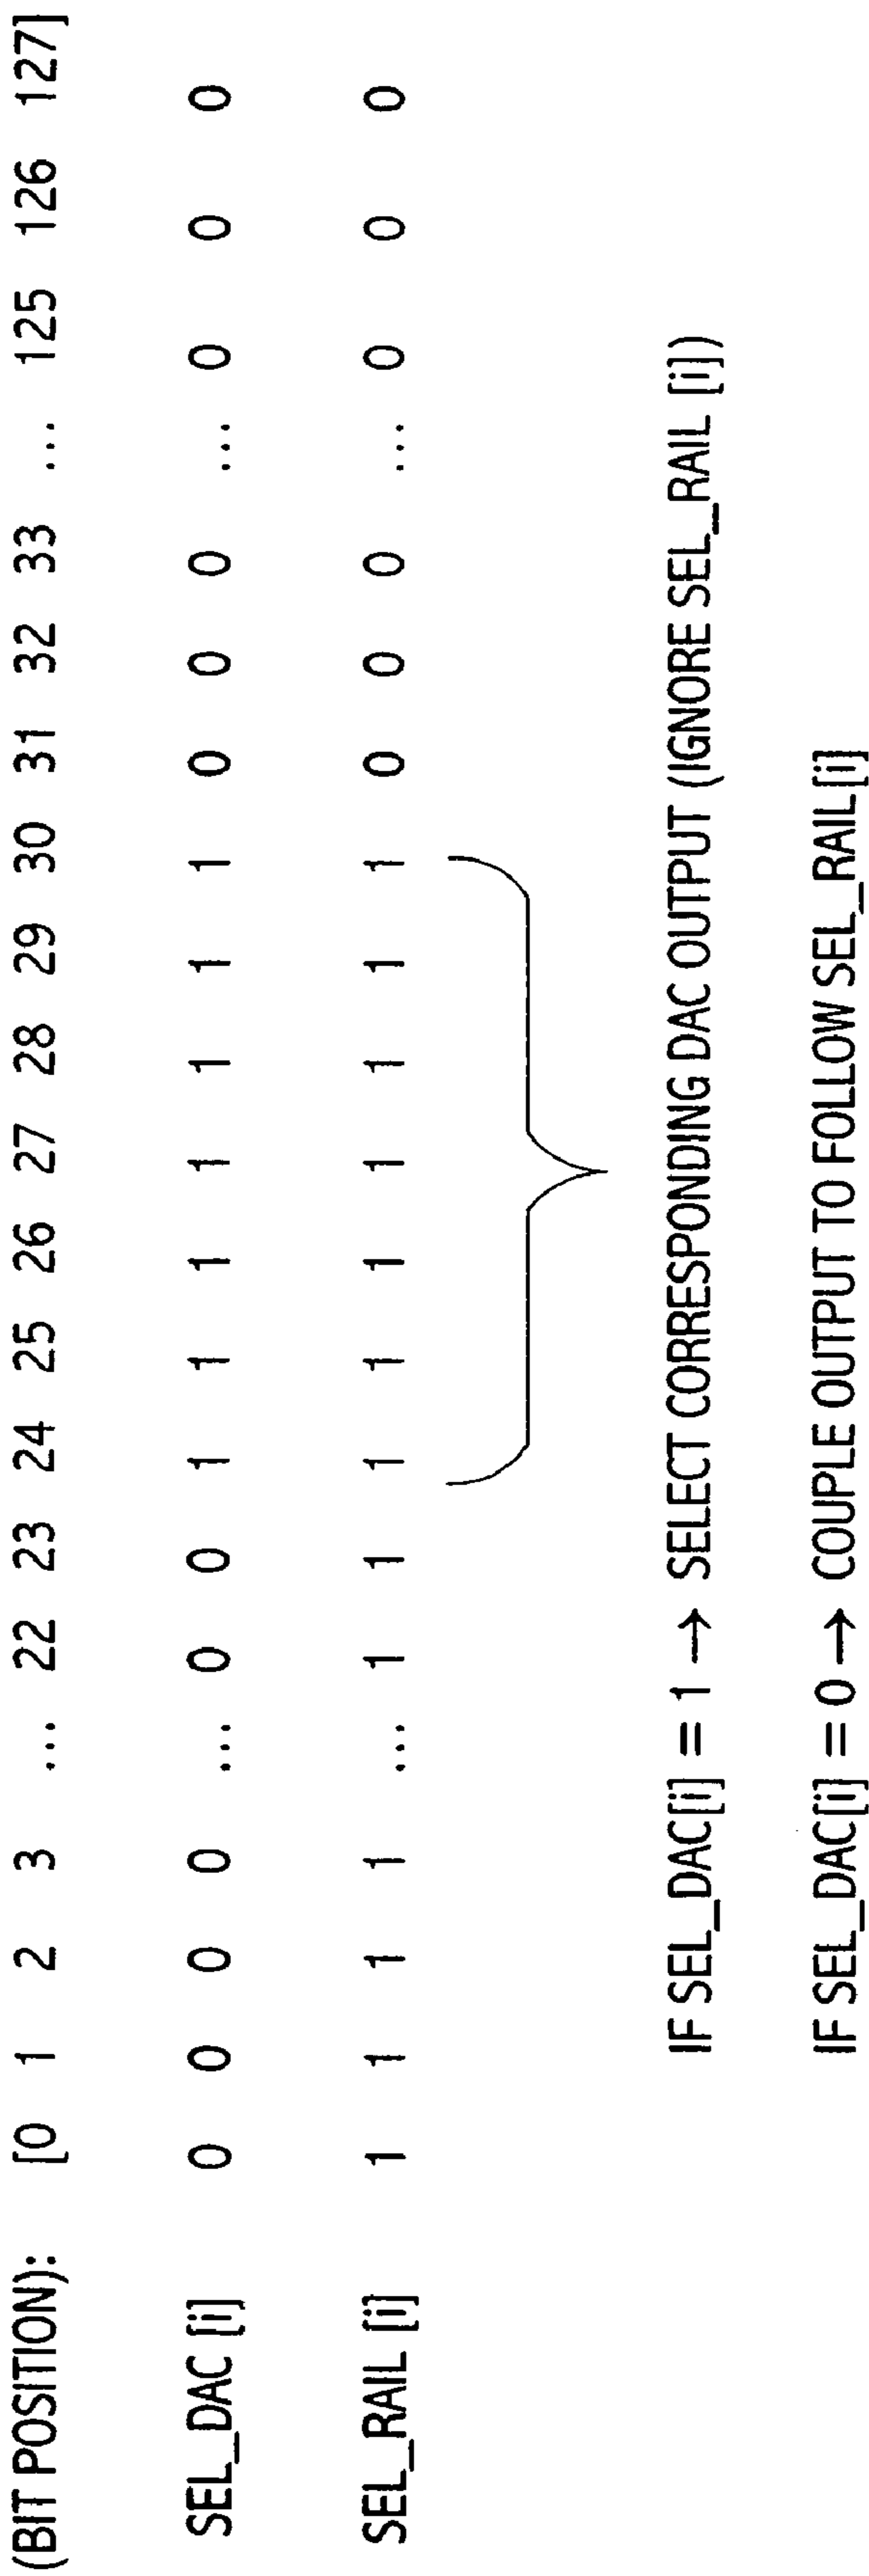 (BIT POSITION): [0 1 2 3 ... 22 23 24 25 26 27 28 29 30 31 32 33 ... 125 126 127]
SEL_DAC [i] 0 0 0 0 ... 0 0 1 1 1 1 1 1 1 0 0 0 ... 0 0 0
SEL_RAIL [i] 1 1 1 1 ... 1 1 1 1 1 1 1 1 1 0 0 0 ... 0 0 0
IF SEL_DAC[i] = 1 → SELECT CORRESPONDING DAC OUTPUT (IGNORE SEL_RAIL [i])
IF SEL_DAC[i] = 0 → COUPLE OUTPUT TO FOLLOW SEL_RAIL[i]